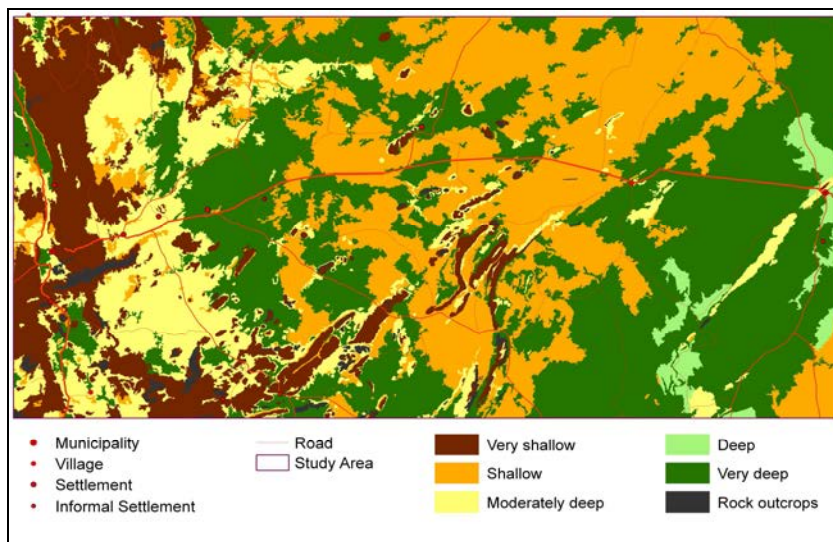 Municipality
Village
Settlement
Informal Settlement
Road
Study Area
Very shallow
Shallow
Moderately deep
Deep
Very deep
Rock outcrops